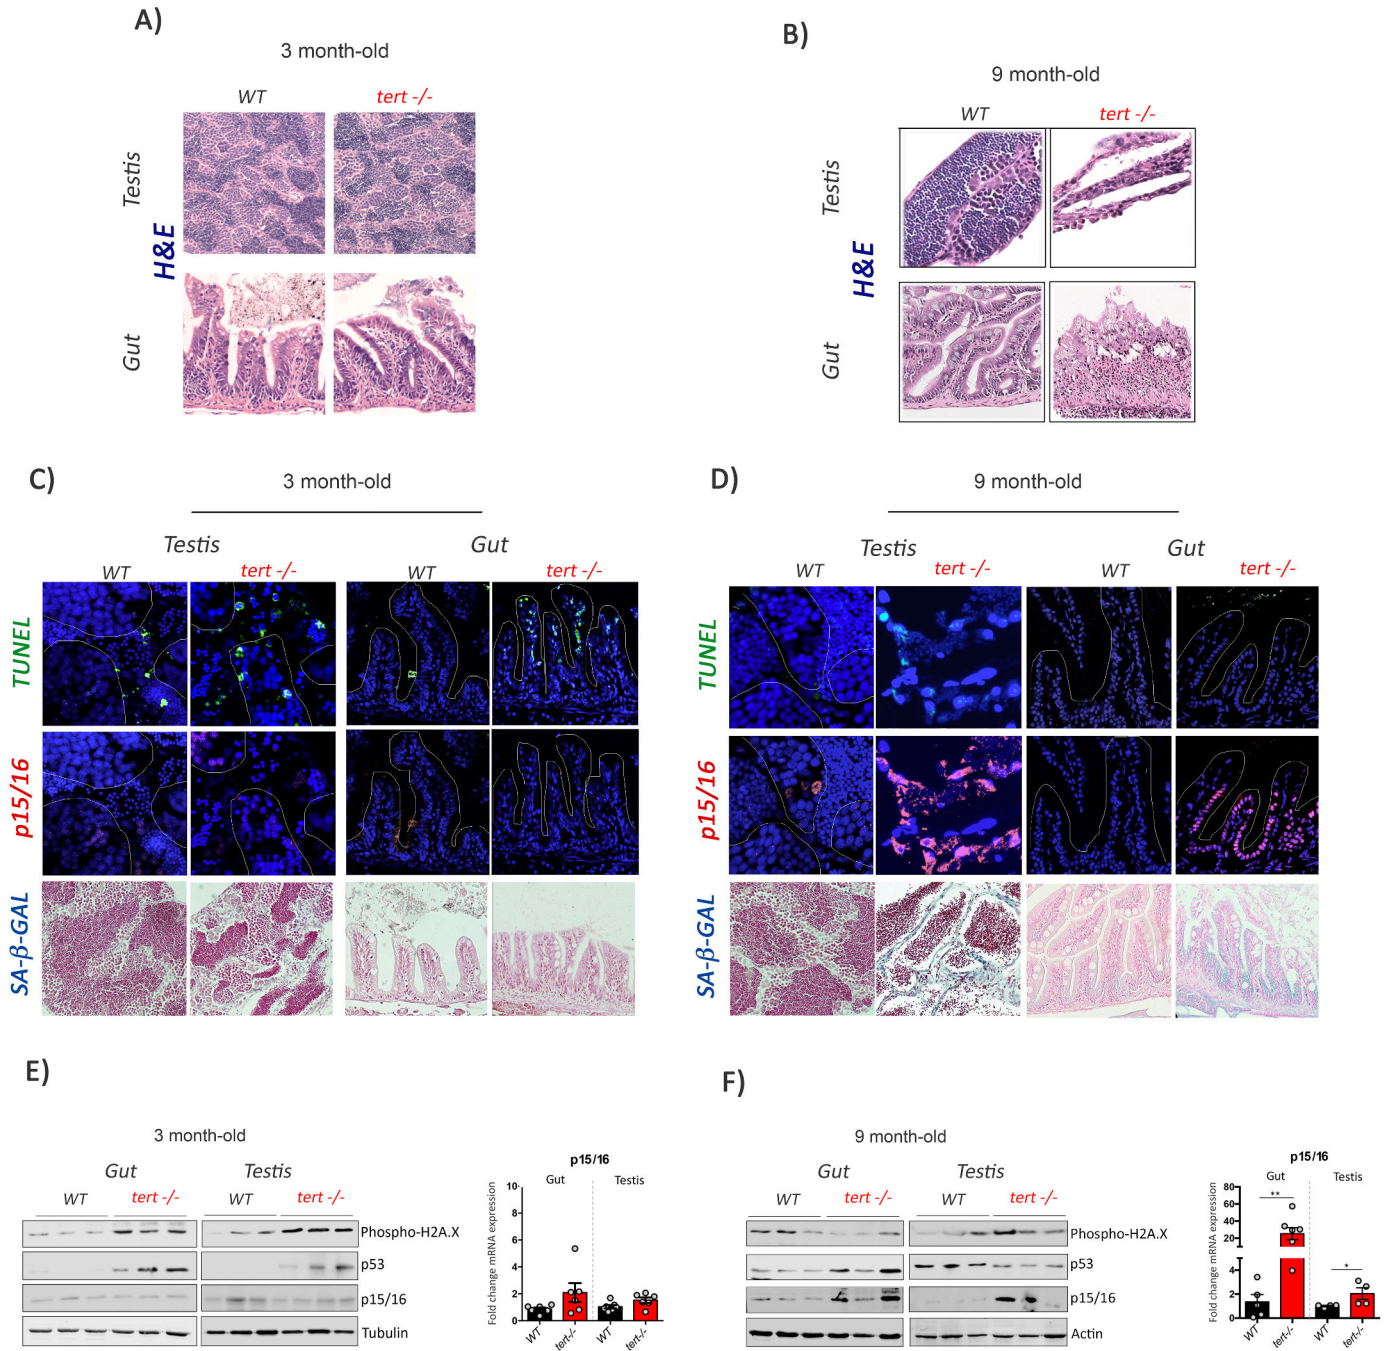 A)
3 month-old
WT tert -/-
Testis
H&E
Gut
B)
9 month-old
WT tert -/-
Testis
H&E
Gut
C)
3 month-old
Testis Gut
WT tert -/- WT tert -/-
TUNEL
p15/16
SA-β-GAL
D)
9 month-old
Testis Gut
WT tert -/- WT tert -/-
TUNEL
p15/16
SA-β-GAL
E)
3 month-old
Gut Testis
WT tert -/- WT tert -/-
Phospho-H2A.X
p53
p15/16
Tubulin
p15/16
Gut Testis
Fold change mRNA expression
10
8
6
4
2
0
WT tert-/- WT tert-/-
F)
9 month-old
Gut Testis
WT tert -/- WT tert -/-
Phospho-H2A.X
p53
p15/16
Actin
p15/16
Gut Testis
Fold change mRNA expression
80
60
40
20
4
2
0
**
*
WT tert-/- WT tert-/-